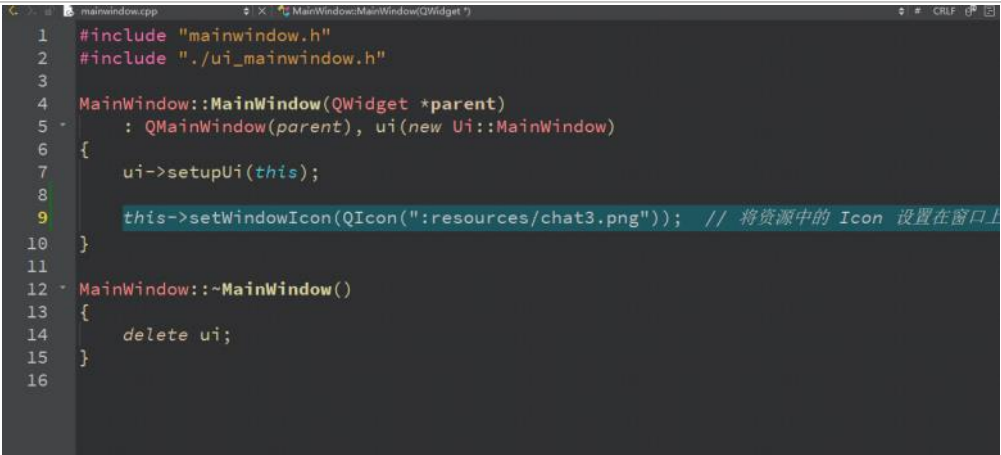 mainwindow.cpp MainWindow::MainWindow(QWidget *) # CRLF
1 #include "mainwindow.h"
2 #include "./ui_mainwindow.h"
3
4 MainWindow::MainWindow(QWidget *parent)
5 : QMainWindow(parent), ui(new Ui::MainWindow)
6 {
7 ui->setupUi(this);
8
9 this->setWindowIcon(QIcon(":resources/chat3.png")); // 将资源中的 Icon 设置在窗口上
10 }
11
12 MainWindow::~MainWindow()
13 {
14 delete ui;
15 }
16